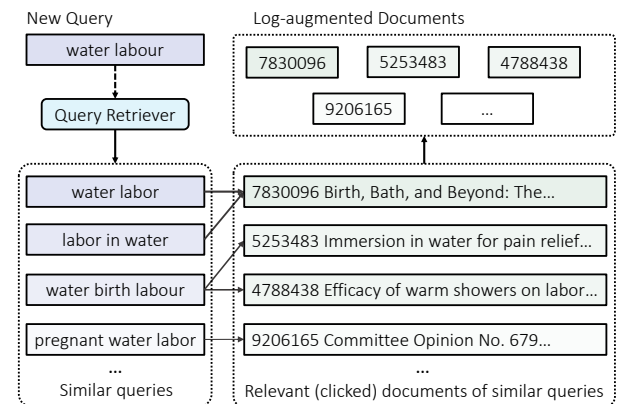 New Query
Log-augmented Documents
water labour
7830096
5253483
4788438
Query Retriever
9206165
...
water labor
7830096 Birth, Bath, and Beyond: The...
labor in water
5253483 Immersion in water for pain relief...
water birth labour
4788438 Efficacy of warm showers on labor...
pregnant water labor
9206165 Committee Opinion No. 679...
...
...
Similar queries
Relevant (clicked) documents of similar queries